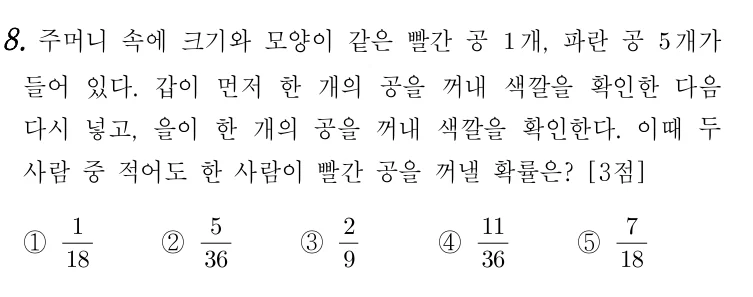 8. 주머니 속에 크기와 모양이 같은 빨간 공 1개, 파란 공 5개가
들어 있다. 갑이 먼저 한 개의 공을 꺼내 색깔을 확인한 다음
다시 넣고, 을이 한 개의 공을 꺼내 색깔을 확인한다. 이때 두
사람 중 적어도 한 사람이 빨간 공을 꺼낼 확률은? [3점]
① 1/18 ② 5/36 ③ 2/9 ④ 11/36 ⑤ 7/18